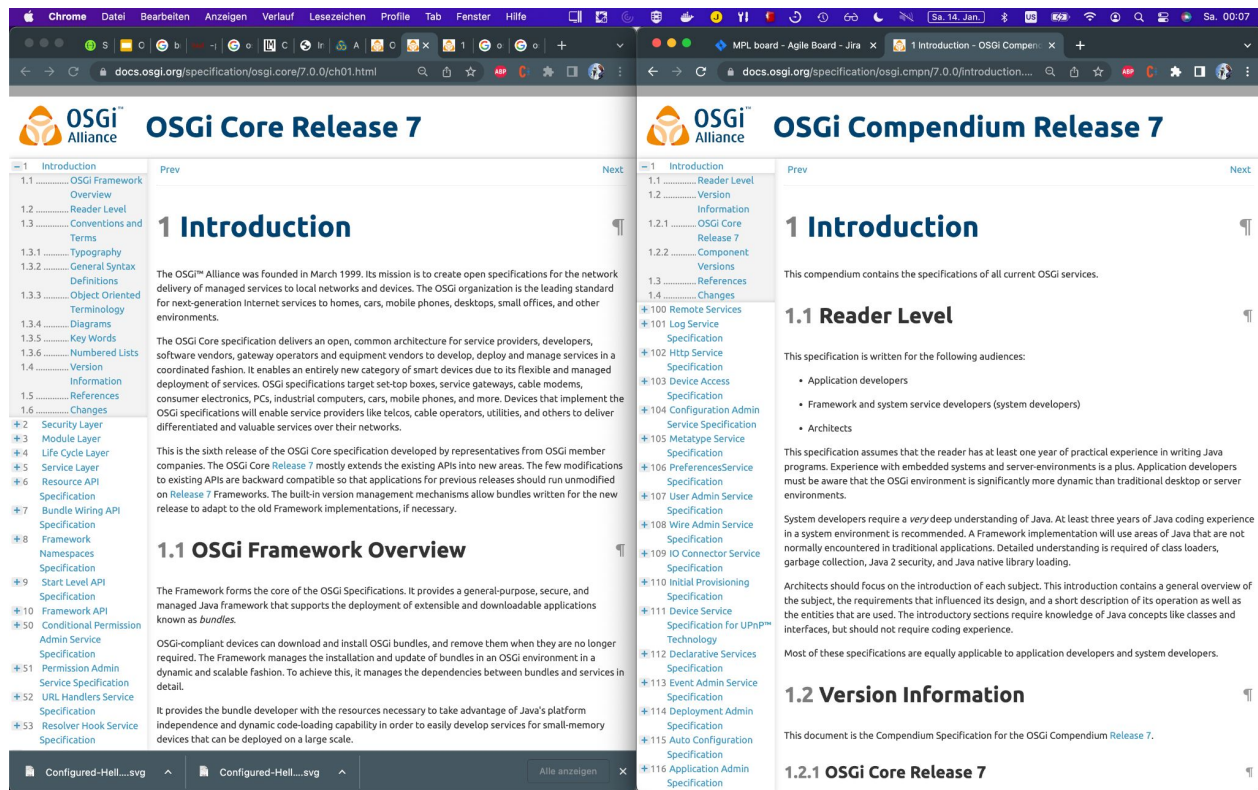 Chrome Datei Bearbeiten Anzeigen Verlauf Lesezeichen Profile Tab Fenster Hilfe
Sa. 14. Jan.
US
Sa. 00:07
docs.osgi.org/specification/osgi.core/7.0.0/ch01.html
ABP
OSGi™
Alliance
OSGi Core Release 7
1 Introduction
1.1 .............. OSGi Framework
Overview
1.2 .............. Reader Level
1.3 .............. Conventions and
Terms
1.3.1 ........... Typography
1.3.2 ........... General Syntax
Definitions
1.3.3 ........... Object Oriented
Terminology
1.3.4 ........... Diagrams
1.3.5 ........... Key Words
1.3.6 ........... Numbered Lists
1.4 .............. Version
Information
1.5 .............. References
1.6 .............. Changes
2 Security Layer
3 Module Layer
4 Life Cycle Layer
5 Service Layer
6 Resource API
Specification
7 Bundle Wiring API
Specification
8 Framework
Namespaces
Specification
9 Start Level API
Specification
10 Framework API
50 Conditional Permission
Admin Service
Specification
51 Permission Admin
Service Specification
52 URL Handlers Service
Specification
53 Resolver Hook Service
Specification
Prev Next
1 Introduction ¶
The OSGi™ Alliance was founded in March 1999. Its mission is to create open specifications for the network
delivery of managed services to local networks and devices. The OSGi organization is the leading standard
for next-generation Internet services to homes, cars, mobile phones, desktops, small offices, and other
environments.
The OSGi Core specification delivers an open, common architecture for service providers, developers,
software vendors, gateway operators and equipment vendors to develop, deploy and manage services in a
coordinated fashion. It enables an entirely new category of smart devices due to its flexible and managed
deployment of services. OSGi specifications target set-top boxes, service gateways, cable modems,
consumer electronics, PCs, industrial computers, cars, mobile phones, and more. Devices that implement the
OSGi specifications will enable service providers like telcos, cable operators, utilities, and others to deliver
differentiated and valuable services over their networks.
This is the sixth release of the OSGi Core specification developed by representatives from OSGi member
companies. The OSGi Core Release 7 mostly extends the existing APIs into new areas. The few modifications
to existing APIs are backward compatible so that applications for previous releases should run unmodified
on Release 7 Frameworks. The built-in version management mechanisms allow bundles written for the new
release to adapt to the old Framework implementations, if necessary.
1.1 OSGi Framework Overview ¶
The Framework forms the core of the OSGi Specifications. It provides a general-purpose, secure, and
managed Java framework that supports the deployment of extensible and downloadable applications
known as bundles.
OSGi-compliant devices can download and install OSGi bundles, and remove them when they are no longer
required. The Framework manages the installation and update of bundles in an OSGi environment in a
dynamic and scalable fashion. To achieve this, it manages the dependencies between bundles and services in
detail.
It provides the bundle developer with the resources necessary to take advantage of Java's platform
independence and dynamic code-loading capability in order to easily develop services for small-memory
devices that can be deployed on a large scale.
Configured-Hell....svg Configured-Hell....svg Alle anzeigen
MPL board - Agile Board - Jira 1 Introduction - OSGi Compen
docs.osgi.org/specification/osgi.cmpn/7.0.0/introduction....
ABP
OSGi™
Alliance
OSGi Compendium Release 7
1 Introduction
1.1 .............. Reader Level
1.2 .............. Version
Information
1.2.1 ........... OSGi Core
Release 7
1.2.2 ........... Component
Versions
1.3 .............. References
1.4 .............. Changes
100 Remote Services
101 Log Service
Specification
102 Http Service
Specification
103 Device Access
Specification
104 Configuration Admin
Service Specification
105 Metatype Service
Specification
106 PreferencesService
Specification
107 User Admin Service
Specification
108 Wire Admin Service
Specification
109 IO Connector Service
Specification
110 Initial Provisioning
Specification
111 Device Service
Specification for UPnP™
Technology
112 Declarative Services
Specification
113 Event Admin Service
Specification
114 Deployment Admin
Specification
115 Auto Configuration
Specification
116 Application Admin
Specification
Prev Next
1 Introduction ¶
This compendium contains the specifications of all current OSGi services.
1.1 Reader Level ¶
This specification is written for the following audiences:
• Application developers
• Framework and system service developers (system developers)
• Architects
This specification assumes that the reader has at least one year of practical experience in writing Java
programs. Experience with embedded systems and server-environments is a plus. Application developers
must be aware that the OSGi environment is significantly more dynamic than traditional desktop or server
environments.
System developers require a very deep understanding of Java. At least three years of Java coding experience
in a system environment is recommended. A Framework implementation will use areas of Java that are not
normally encountered in traditional applications. Detailed understanding is required of class loaders,
garbage collection, Java 2 security, and Java native library loading.
Architects should focus on the introduction of each subject. This introduction contains a general overview of
the subject, the requirements that influenced its design, and a short description of its operation as well as
the entities that are used. The introductory sections require knowledge of Java concepts like classes and
interfaces, but should not require coding experience.
Most of these specifications are equally applicable to application developers and system developers.
1.2 Version Information ¶
This document is the Compendium Specification for the OSGi Compendium Release 7.
1.2.1 OSGi Core Release 7 ¶